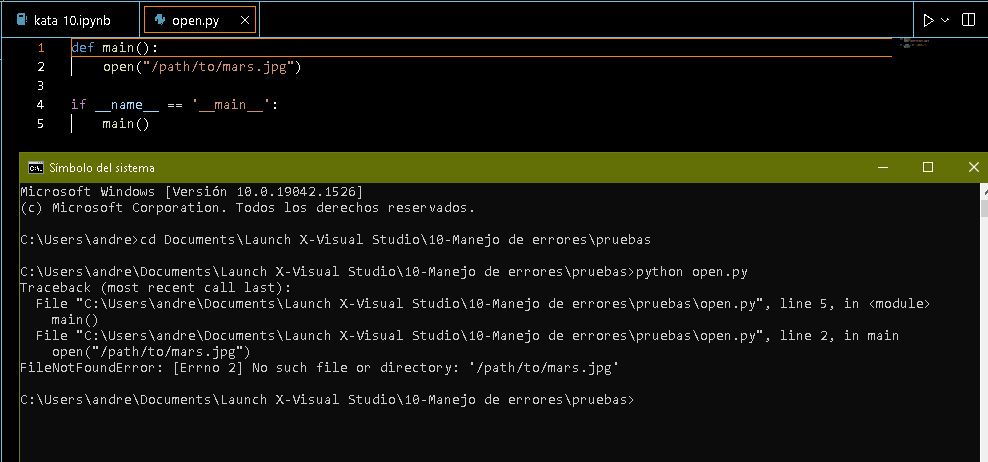 kata 10.ipynb
open.py
1 def main():
2 open("/path/to/mars.jpg")
3
4 if __name__ == '__main__':
5 main()
Símbolo del sistema
Microsoft Windows [Versión 10.0.19042.1526]
(c) Microsoft Corporation. Todos los derechos reservados.
C:\Users\andre>cd Documents\Launch X-Visual Studio\10-Manejo de errores\pruebas
C:\Users\andre\Documents\Launch X-Visual Studio\10-Manejo de errores\pruebas>python open.py
Traceback (most recent call last):
File "C:\Users\andre\Documents\Launch X-Visual Studio\10-Manejo de errores\pruebas\open.py", line 5, in <module>
main()
File "C:\Users\andre\Documents\Launch X-Visual Studio\10-Manejo de errores\pruebas\open.py", line 2, in main
open("/path/to/mars.jpg")
FileNotFoundError: [Errno 2] No such file or directory: '/path/to/mars.jpg'
C:\Users\andre\Documents\Launch X-Visual Studio\10-Manejo de errores\pruebas>